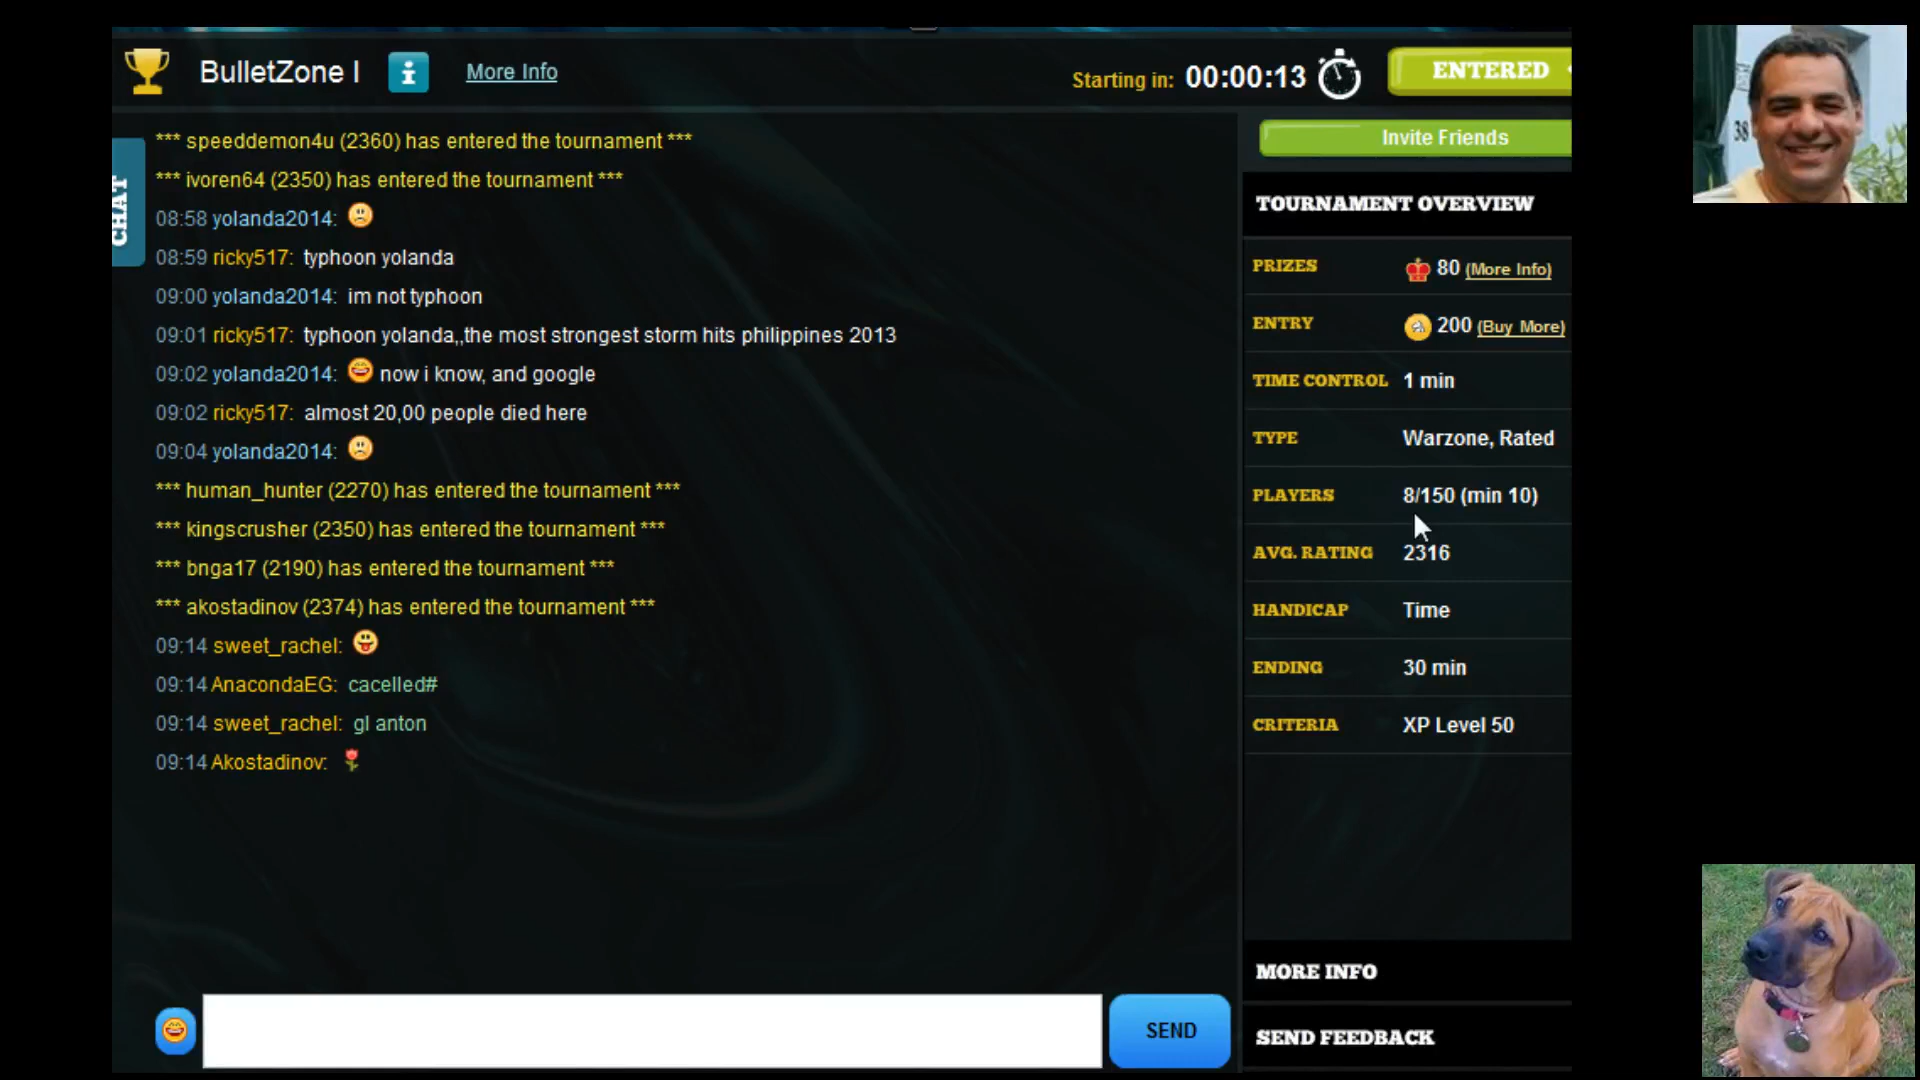 BulletZone I
More Info
Starting in: 00:00:13
ENTERED
CHAT
*** speeddemon4u (2360) has entered the tournament ***
*** ivoren64 (2350) has entered the tournament ***
08:58 yolanda2014:
08:59 ricky517: typhoon yolanda
09:00 yolanda2014: im not typhoon
09:01 ricky517: typhoon yolanda,,the most strongest storm hits philippines 2013
09:02 yolanda2014: now i know, and google
09:02 ricky517: almost 20,00 people died here
09:04 yolanda2014:
*** human_hunter (2270) has entered the tournament ***
*** kingscrusher (2350) has entered the tournament ***
*** bnga17 (2190) has entered the tournament ***
*** akostadinov (2374) has entered the tournament ***
09:14 sweet_rachel:
09:14 AnacondaEG: cacelled#
09:14 sweet_rachel: gl anton
09:14 Akostadinov:
SEND
Invite Friends
TOURNAMENT OVERVIEW
PRIZES 80 (More Info)
ENTRY 200 (Buy More)
TIME CONTROL 1 min
TYPE Warzone, Rated
PLAYERS 8/150 (min 10)
AVG. RATING 2316
HANDICAP Time
ENDING 30 min
CRITERIA XP Level 50
MORE INFO
SEND FEEDBACK
38